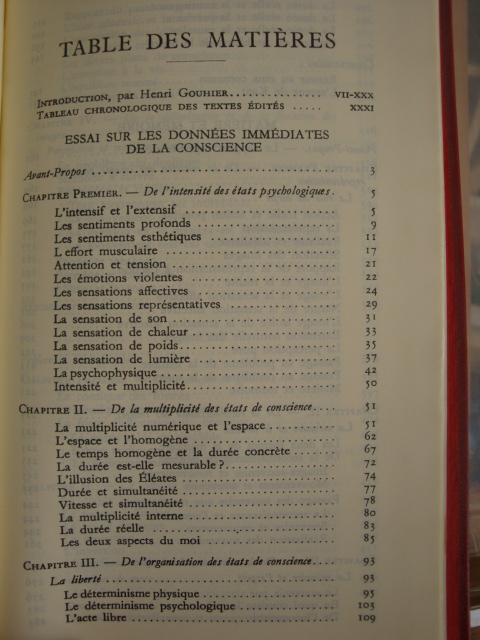 TABLE DES MATIÈRES
INTRODUCTION, par Henri GOUHIER............... VII-XXX
TABLEAU CHRONOLOGIQUE DES TEXTES ÉDITÉS ..... XXXI
ESSAI SUR LES DONNÉES IMMÉDIATES
DE LA CONSCIENCE
Avant-Propos ........................................ 3
CHAPITRE PREMIER. — De l'intensité des états psychologiques. 5
L'intensif et l'extensif ...................... 5
Les sentiments profonds ...................... 9
Les sentiments esthétiques .................... 11
L'effort musculaire .......................... 17
Attention et tension .......................... 21
Les émotions violentes ........................ 22
Les sensations affectives ...................... 24
Les sensations représentatives .................. 29
La sensation de son .......................... 31
La sensation de chaleur ...................... 33
La sensation de poids........................ 35
La sensation de lumière ...................... 37
La psychophysique .......................... 42
Intensité et multiplicité........................ 50
CHAPITRE II. — De la multiplicité des états de conscience.... 51
La multiplicité numérique et l'espace ............ 51
L'espace et l'homogène ...................... 62
Le temps homogène et la durée concrète .......... 67
La durée est-elle mesurable ?.................. 72
L'illusion des Éléates ........................ 74
Durée et simultanéité ........................ 77
Vitesse et simultanéité ........................ 78
La multiplicité interne ........................ 80
La durée réelle .............................. 83
Les deux aspects du moi ...................... 85
CHAPITRE III. — De l'organisation des états de conscience.... 93
La liberté .................................... 93
Le déterminisme physique .................... 95
Le déterminisme psychologique ................ 103
L'acte libre ................................ 109